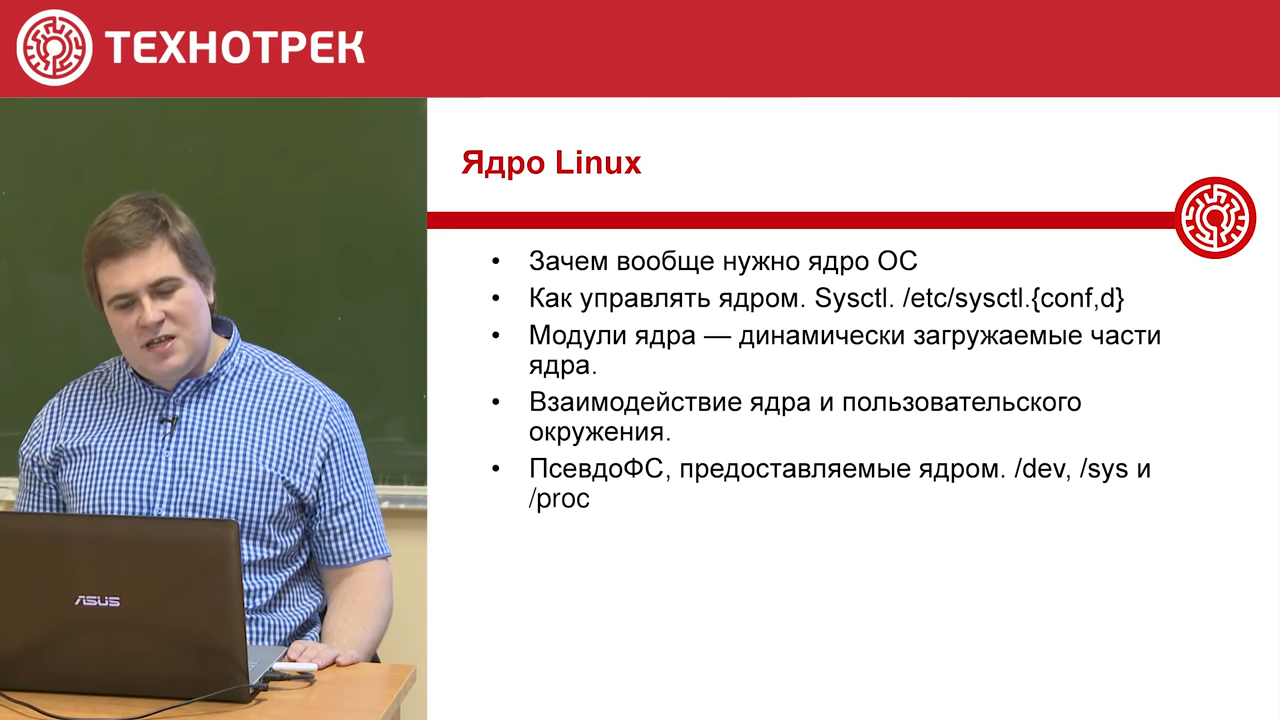 ТЕХНОТРЕК
Ядро Linux
• Зачем вообще нужно ядро ОС
• Как управлять ядром. Sysctl. /etc/sysctl.{conf,d}
• Модули ядра — динамически загружаемые части
ядра.
• Взаимодействие ядра и пользовательского
окружения.
• ПсевдоФС, предоставляемые ядром. /dev, /sys и
/proc
ASUS